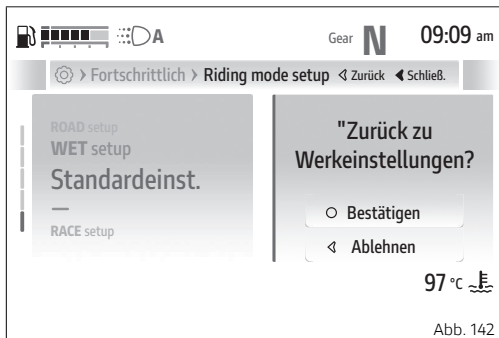 A Gear N 09:09 am
Fortschrittlich Riding mode setup Zurück Schließ.
ROAD setup
WET setup
Standardeinst.
—
RACE setup
"Zurück zu
Werkeinstellungen?
Bestätigen
Ablehnen
97 °C
Abb. 142